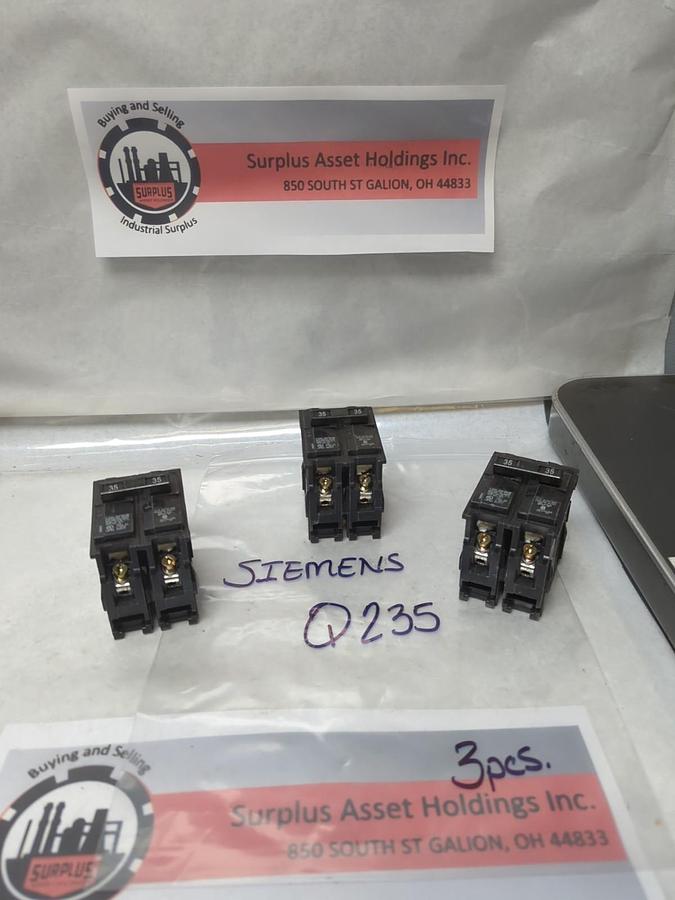 Buying and Selling
SURPLUS
Industrial Surplus
Surplus Asset Holdings Inc.
850 SOUTH ST GALION, OH 44833
35 35
35 35
35 35
SIEMENS
Q235
3pcs.
Buying and Selling
SURPLUS
Surplus Asset Holdings Inc.
850 SOUTH ST GALION, OH 44833